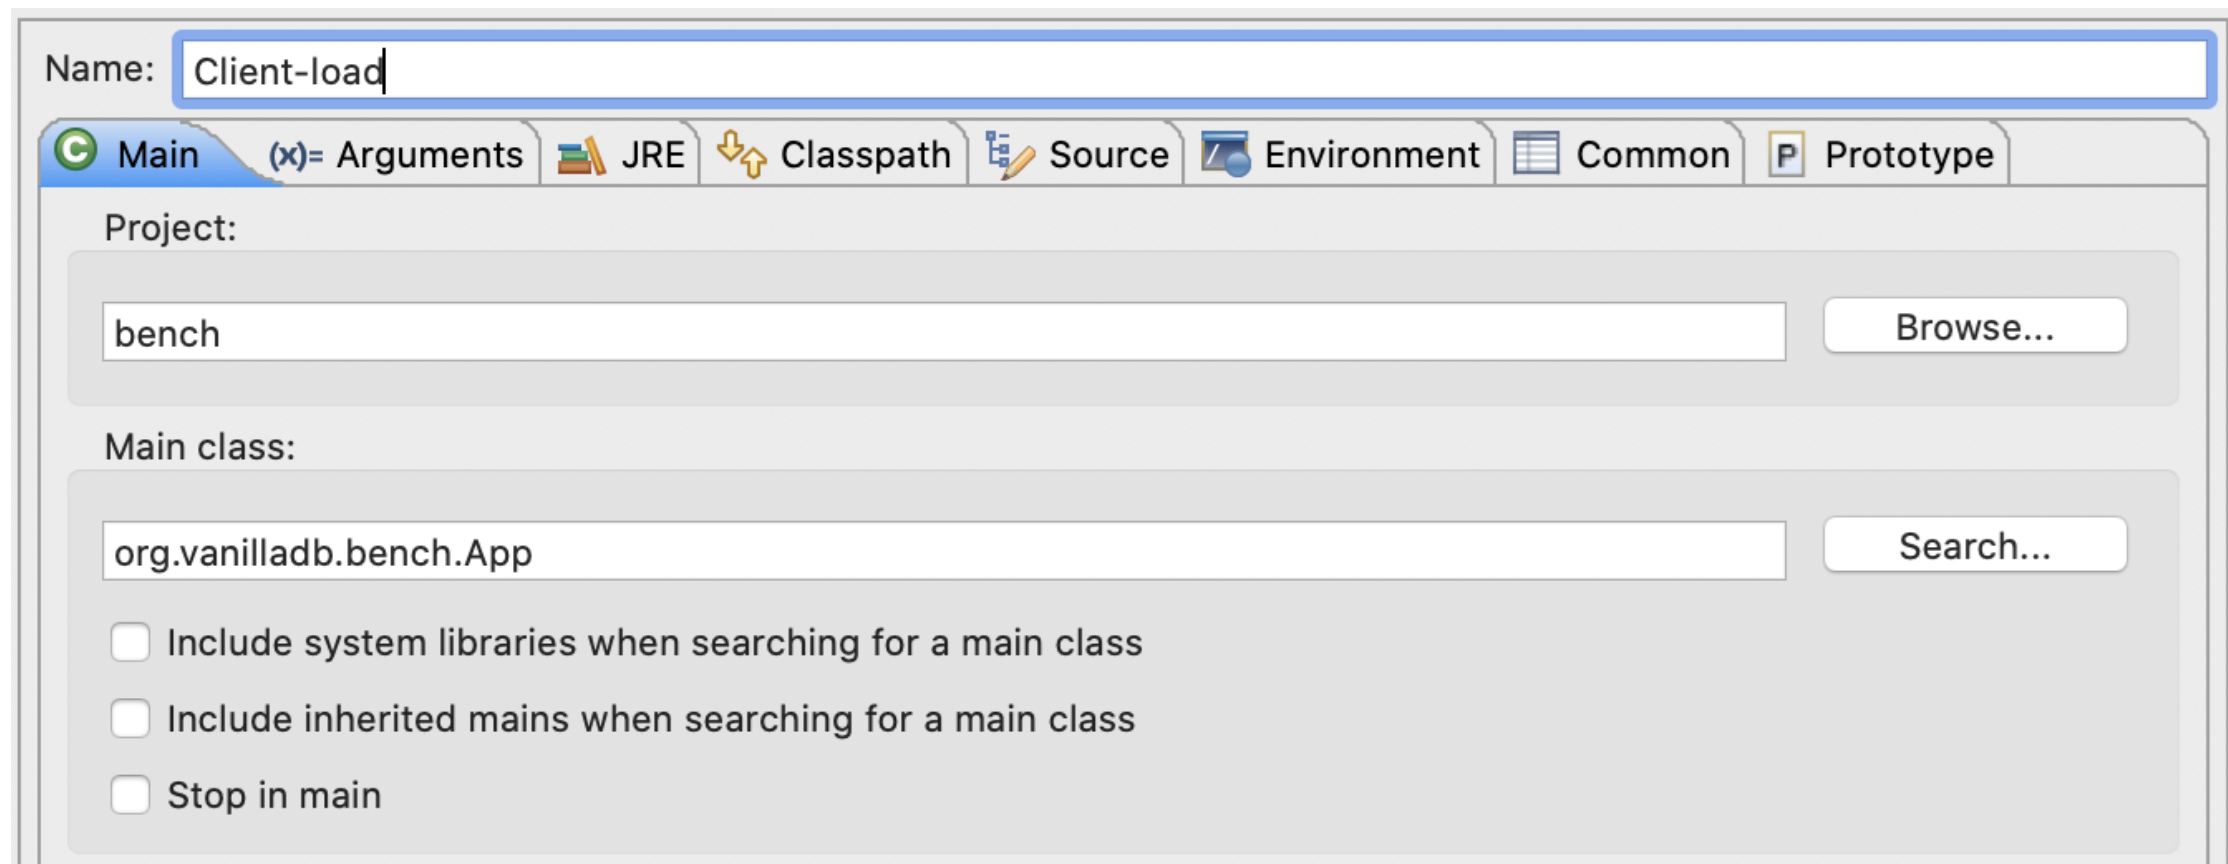 Name: Client-load
Main (x)= Arguments JRE Classpath Source Environment Common P Prototype
Project:
bench Browse...
Main class:
org.vanilladb.bench.App Search...
Include system libraries when searching for a main class
Include inherited mains when searching for a main class
Stop in main